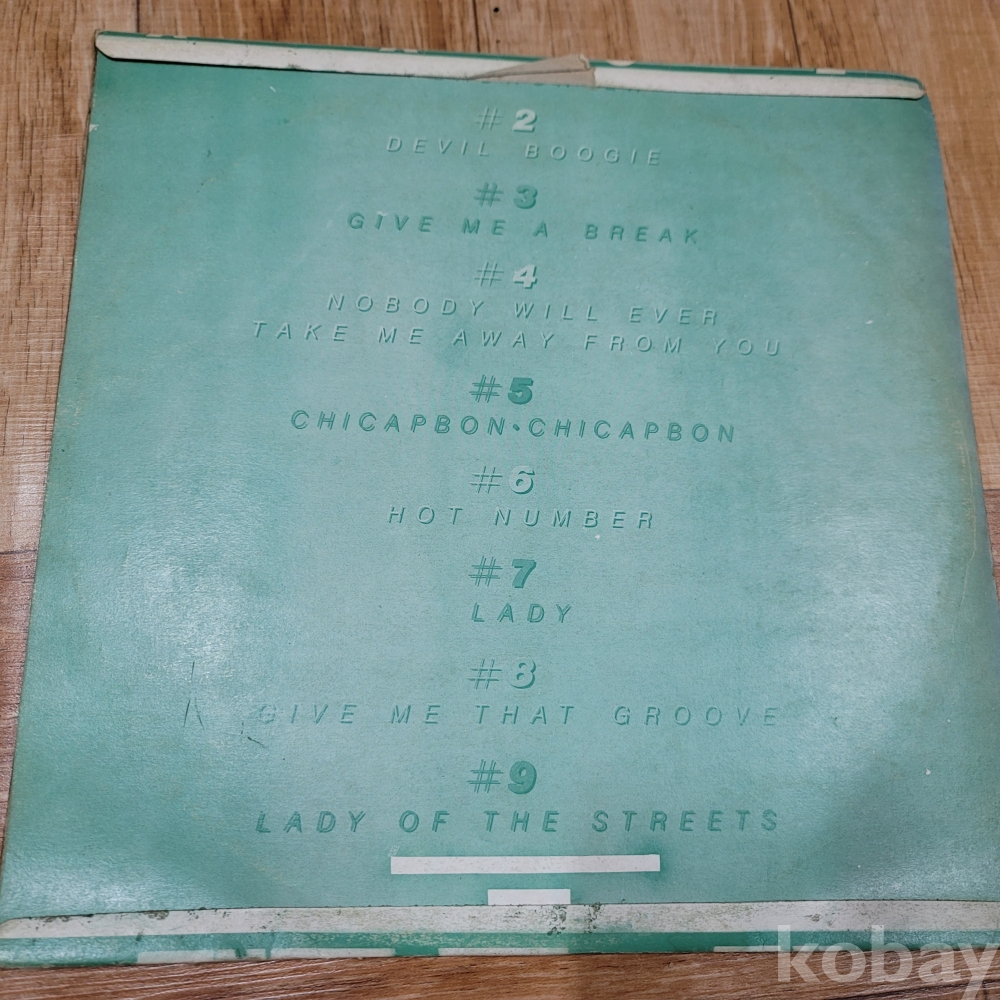 #2
DEVIL BOOGIE
#3
GIVE ME A BREAK
#4
NOBODY WILL EVER
TAKE ME AWAY FROM YOU
#5
CHICAPBON·CHICAPBON
#6
HOT NUMBER
#7
LADY
#8
GIVE ME THAT GROOVE
#9
LADY OF THE STREETS
kobay